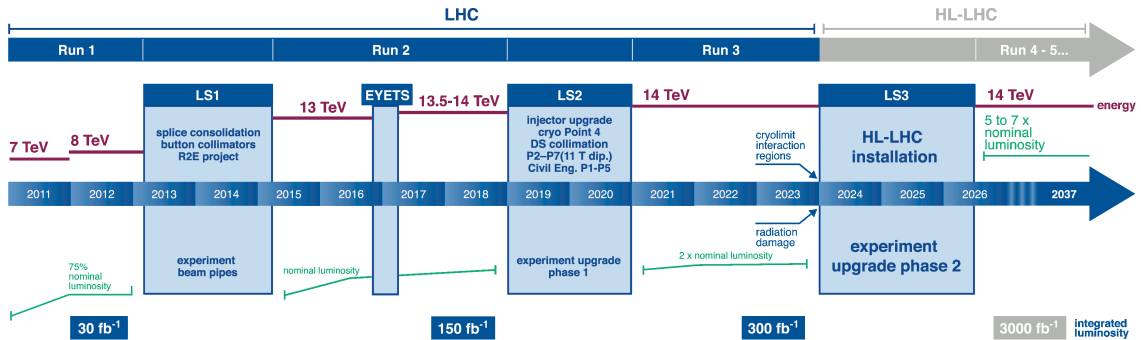 LHC
HL-LHC
Run 1
Run 2
Run 3
Run 4 - 5...
LS1
EYETS
LS2
LS3
7 TeV
8 TeV
13 TeV
13.5-14 TeV
14 TeV
14 TeV
energy
splice consolidation
button collimators
R2E project
injector upgrade
cryo Point 4
DS collimation
P2–P7(11 T dip.)
Civil Eng. P1-P5
cryolimit
interaction
regions
HL-LHC
installation
5 to 7 x
nominal
luminosity
2011
2012
2013
2014
2015
2016
2017
2018
2019
2020
2021
2022
2023
2024
2025
2026
2037
75%
nominal
luminosity
experiment
beam pipes
nominal luminosity
experiment upgrade
phase 1
2 x nominal luminosity
radiation
damage
experiment
upgrade phase 2
30 fb-1
150 fb-1
300 fb-1
3000 fb-1
integrated
luminosity